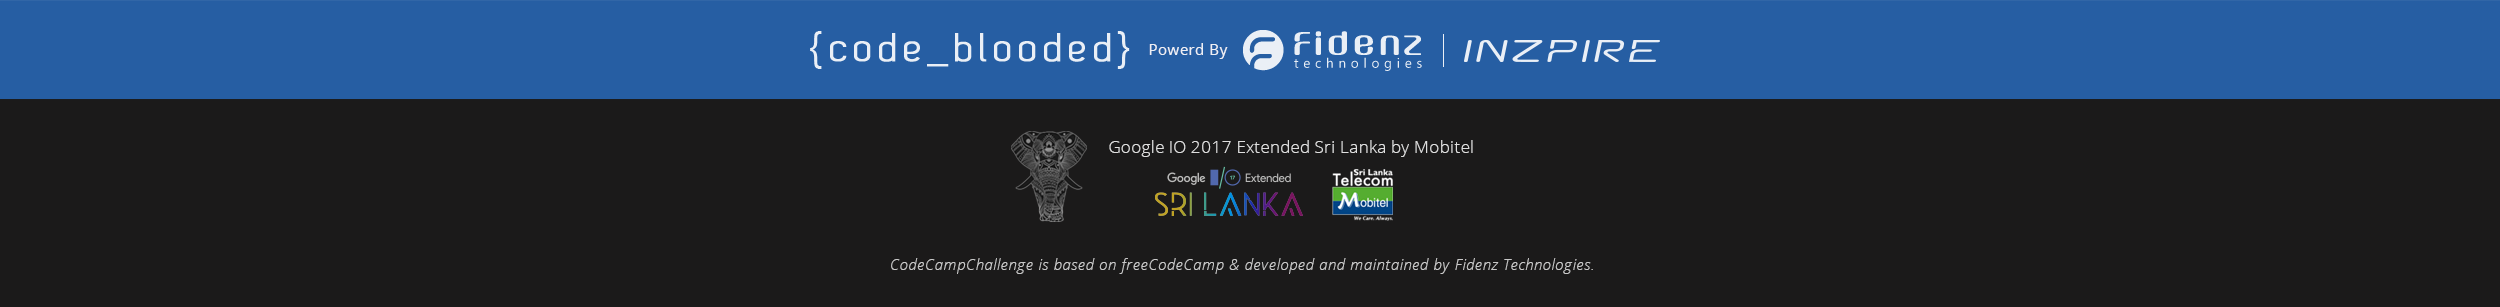 {code_blooded} Powerd By fidenz technologies INZPIRE
Google IO 2017 Extended Sri Lanka by Mobitel
Google I/O 17 Extended
SRI LANKA
Sri Lanka
Telecom
Mobitel
We Care. Always.
CodeCampChallenge is based on freeCodeCamp & developed and maintained by Fidenz Technologies.